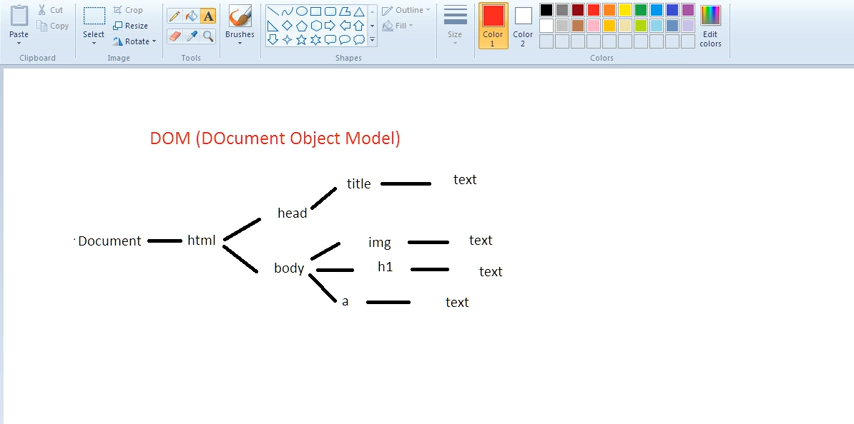 Paste
Cut
Copy
Clipboard
Select
Crop
Resize
Rotate
Image
A
Tools
Brushes
Outline
Fill
Shapes
Size
Color 1
Color 2
Edit colors
Colors
DOM (DOcument Object Model)
title text
head
Document html img text
body h1 text
a text